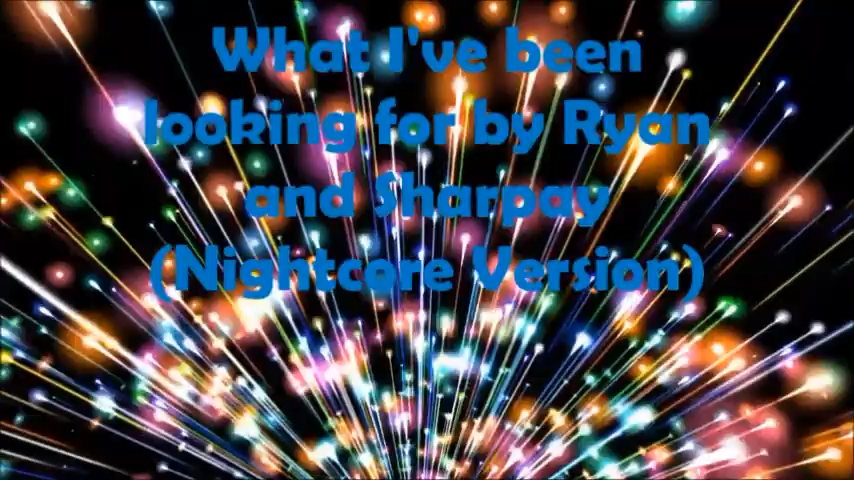 What I've been
looking for by Ryan
and Sharpay
(Nightcore Version)